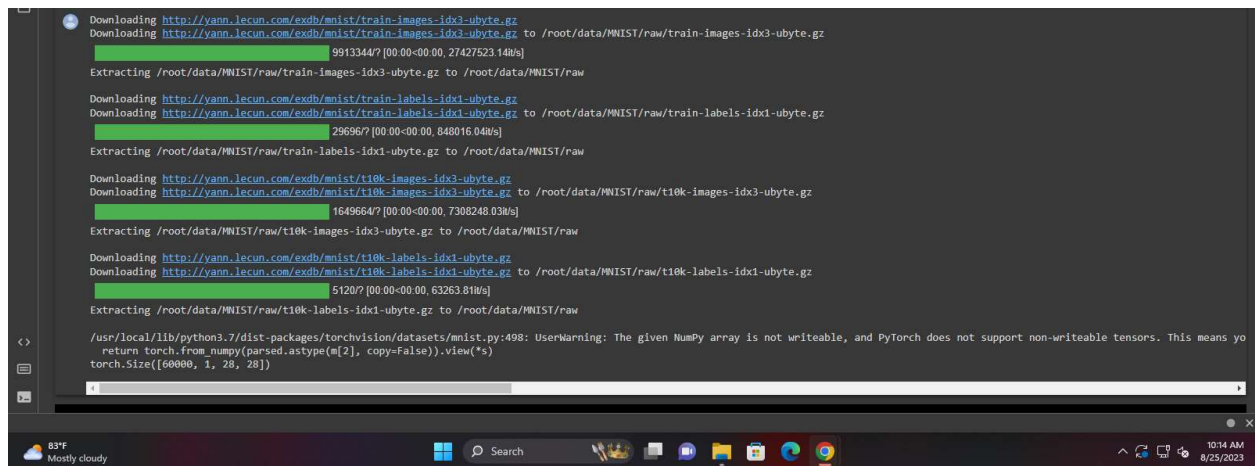 Downloading http://yann.lecun.com/exdb/mnist/train-images-idx3-ubyte.gz
Downloading http://yann.lecun.com/exdb/mnist/train-images-idx3-ubyte.gz to /root/data/MNIST/raw/train-images-idx3-ubyte.gz
9913344/? [00:00<00:00, 27427523.14it/s]
Extracting /root/data/MNIST/raw/train-images-idx3-ubyte.gz to /root/data/MNIST/raw
Downloading http://yann.lecun.com/exdb/mnist/train-labels-idx1-ubyte.gz
Downloading http://yann.lecun.com/exdb/mnist/train-labels-idx1-ubyte.gz to /root/data/MNIST/raw/train-labels-idx1-ubyte.gz
29696/? [00:00<00:00, 848016.04it/s]
Extracting /root/data/MNIST/raw/train-labels-idx1-ubyte.gz to /root/data/MNIST/raw
Downloading http://yann.lecun.com/exdb/mnist/t10k-images-idx3-ubyte.gz
Downloading http://yann.lecun.com/exdb/mnist/t10k-images-idx3-ubyte.gz to /root/data/MNIST/raw/t10k-images-idx3-ubyte.gz
1649664/? [00:00<00:00, 7308248.03it/s]
Extracting /root/data/MNIST/raw/t10k-images-idx3-ubyte.gz to /root/data/MNIST/raw
Downloading http://yann.lecun.com/exdb/mnist/t10k-labels-idx1-ubyte.gz
Downloading http://yann.lecun.com/exdb/mnist/t10k-labels-idx1-ubyte.gz to /root/data/MNIST/raw/t10k-labels-idx1-ubyte.gz
5120/? [00:00<00:00, 63263.81it/s]
Extracting /root/data/MNIST/raw/t10k-labels-idx1-ubyte.gz to /root/data/MNIST/raw
/usr/local/lib/python3.7/dist-packages/torchvision/datasets/mnist.py:498: UserWarning: The given NumPy array is not writeable, and PyTorch does not support non-writeable tensors. This means yo
return torch.from_numpy(parsed.astype(m[2], copy=False)).view(*s)
torch.Size([60000, 1, 28, 28])
83°F
Mostly cloudy
Search
10:14 AM
8/25/2023